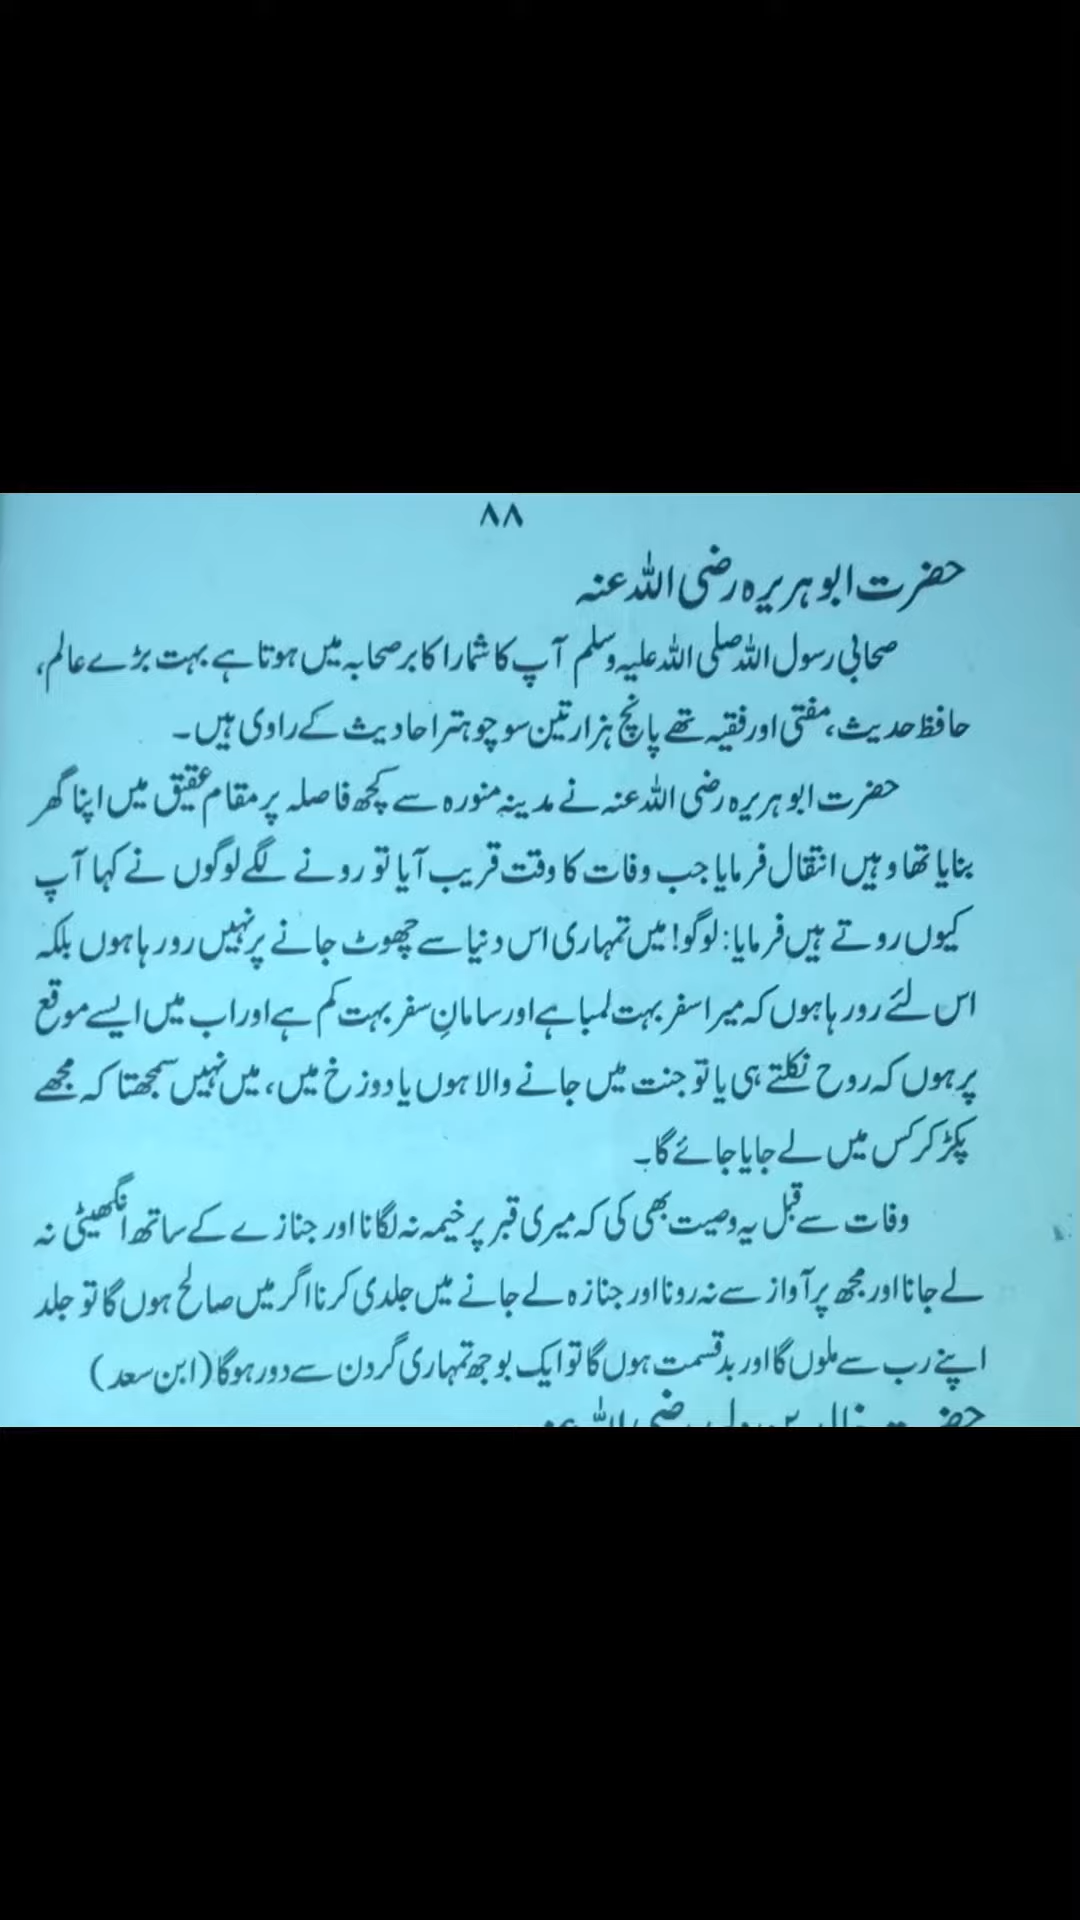 ۸۸
حضرت ابو ہریرہ رضی اللہ عنہ
صحابی رسول اللہ صلی اللہ علیہ وسلم آپ کا شمار اکابر صحابہ میں ہوتا ہے بہت بڑے عالم،
حافظ حدیث، مفتی اور فقیہ تھے پانچ ہزار تین سو چوہتر احادیث کے راوی ہیں۔
حضرت ابو ہریرہ رضی اللہ عنہ نے مدینہ منورہ سے کچھ فاصلہ پر مقام عقیق میں اپنا گھر
بنایا تھا وہیں انتقال فرمایا جب وفات کا وقت قریب آیا تو رونے لگے لوگوں نے کہا آپ
کیوں روتے ہیں فرمایا: لوگو! میں تمہاری اس دنیا سے چھوٹ جانے پر نہیں رو رہا ہوں بلکہ
اس لئے رو رہا ہوں کہ میرا سفر بہت لمبا ہے اور سامانِ سفر بہت کم ہے اور اب میں ایسے موقع
پر ہوں کہ روح نکلتے ہی یا تو جنت میں جانے والا ہوں یا دوزخ میں، میں نہیں سمجھتا کہ مجھے
پکڑ کر کس میں لے جایا جائے گا۔
وفات سے قبل یہ وصیت بھی کی کہ میری قبر پر خیمہ نہ لگانا اور جنازے کے ساتھ انگھیٹی نہ
لے جانا اور مجھ پر آواز سے نہ رونا اور جنازہ لے جانے میں جلدی کرنا اگر میں صالح ہوں گا تو جلد
اپنے رب سے ملوں گا اور بدقسمت ہوں گا تو ایک بوجھ تمہاری گردن سے دور ہوگا (ابن سعد)